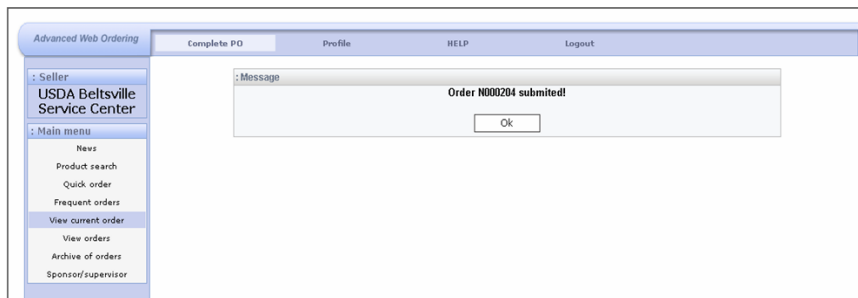 Advanced Web Ordering
Complete PO Profile HELP Logout
: Seller
USDA Beltsville
Service Center
: Main menu
News
Product search
Quick order
Frequent orders
View current order
View orders
Archive of orders
Sponsor/supervisor
: Message
Order N000204 submited!
Ok